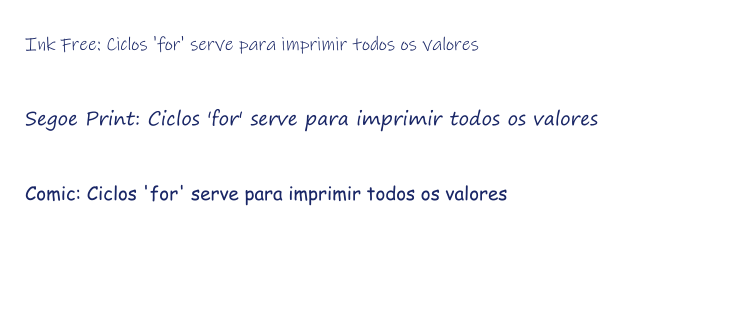 Ink Free: Ciclos 'for' serve para imprimir todos os valores
Segoe Print: Ciclos 'for' serve para imprimir todos os valores
Comic: Ciclos 'for' serve para imprimir todos os valores